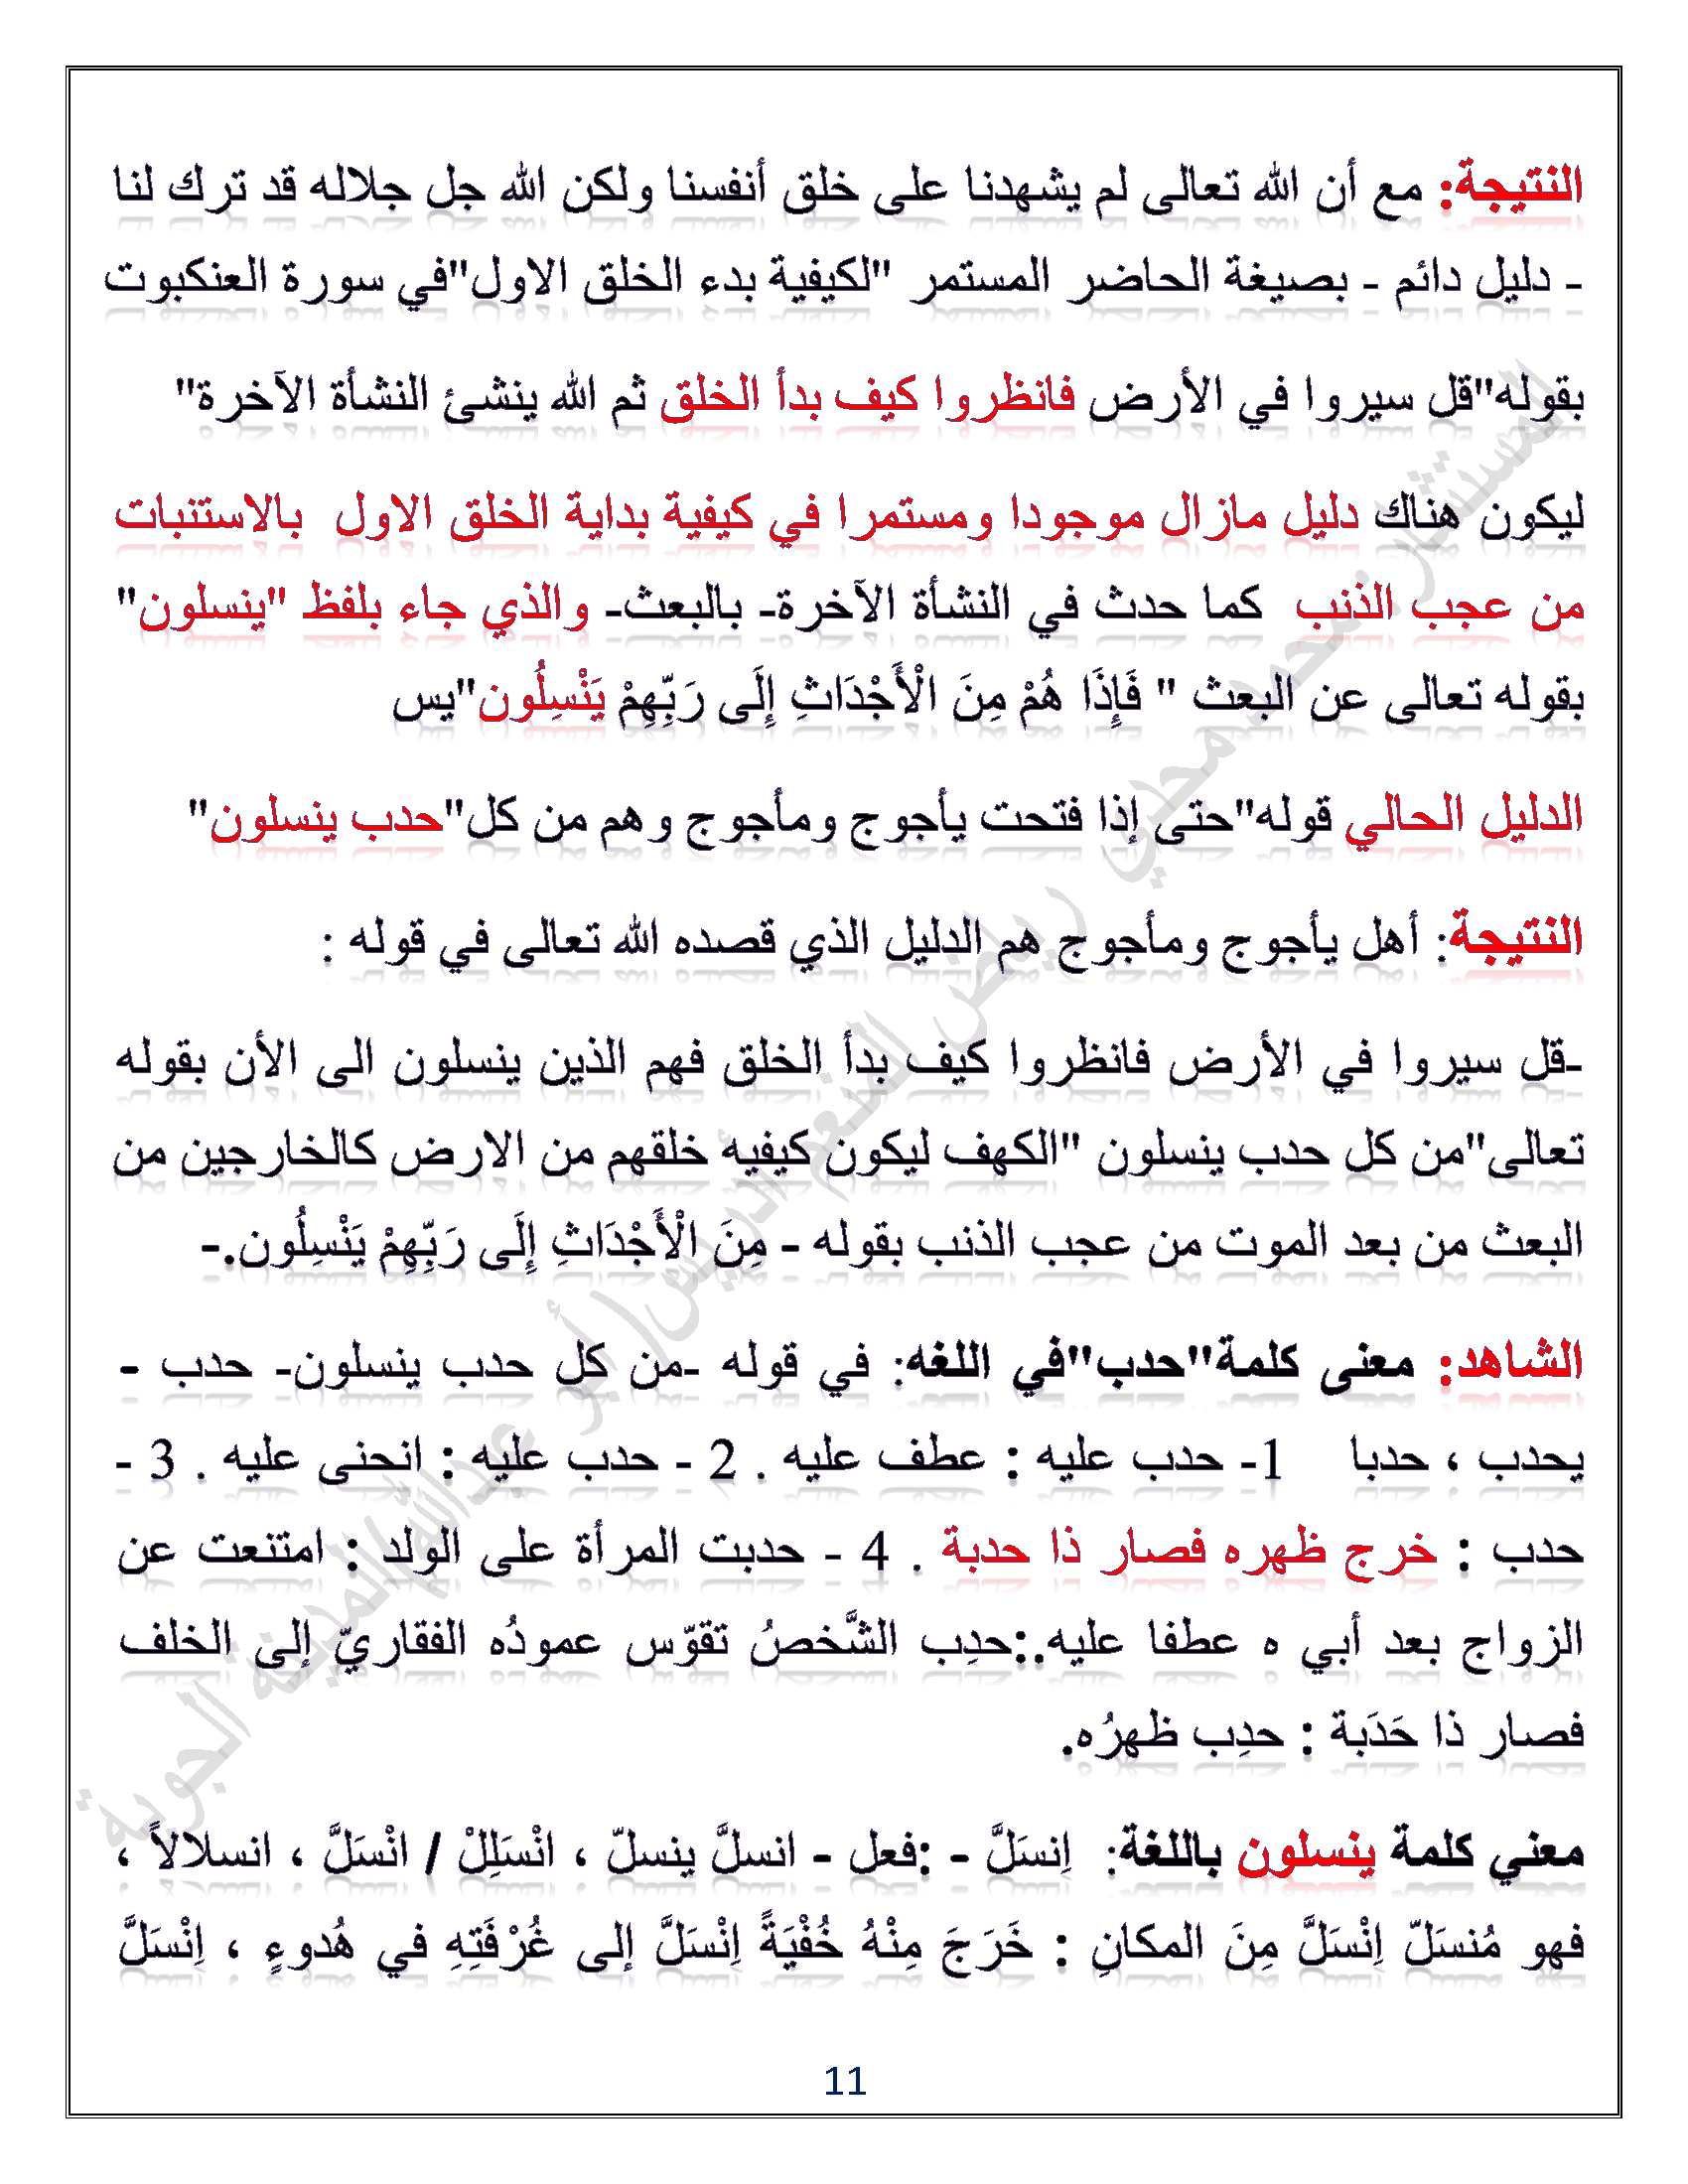 النتيجة: مع أن الله تعالى لم يشهدنا على خلق أنفسنا ولكن الله جل جلاله قد ترك لنا
- دليل دائم - بصيغة الحاضر المستمر "لكيفية بدء الخلق الاول"في سورة العنكبوت
بقوله"قل سيروا في الأرض فانظروا كيف بدأ الخلق ثم الله ينشئ النشأة الآخرة"
ليكون هناك دليل مازال موجودا ومستمرا في كيفية بداية الخلق الاول بالاستنبات
من عجب الذنب كما حدث في النشأة الآخرة- بالبعث- والذي جاء بلفظ "ينسلون"
بقوله تعالى عن البعث " فَإِذَا هُمْ مِنَ الْأَجْدَاثِ إِلَى رَبِّهِمْ يَنْسِلُون"يس
الدليل الحالي قوله"حتى إذا فتحت يأجوج ومأجوج وهم من كل"حدب ينسلون"
النتيجة: أهل يأجوج ومأجوج هم الدليل الذي قصده الله تعالى في قوله :
-قل سيروا في الأرض فانظروا كيف بدأ الخلق فهم الذين ينسلون الى الأن بقوله
تعالى"من كل حدب ينسلون "الكهف ليكون كيفيه خلقهم من الارض كالخارجين من
البعث من بعد الموت من عجب الذنب بقوله - مِنَ الْأَجْدَاثِ إِلَى رَبِّهِمْ يَنْسِلُون.-
الشاهد: معنى كلمة"حدب"في اللغه: في قوله -من كل حدب ينسلون- حدب -
يحدب ، حدبا 1- حدب عليه : عطف عليه . 2 - حدب عليه : انحنى عليه . 3 -
حدب : خرج ظهره فصار ذا حدبة . 4 - حدبت المرأة على الولد : امتنعت عن
الزواج بعد أبي ه عطفا عليه.:حدِب الشَّخصُ تقوّس عمودُه الفقاريّ إلى الخلف
فصار ذا حَدَبة : حدِب ظهرُه.
معني كلمة ينسلون باللغة: اِنسَلَّ - :فعل - انسلَّ ينسلّ ، انْسَلِلْ / انْسَلَّ ، انسلالاً ،
فهو مُنسَلّ اِنْسَلَّ مِنَ المكانِ : خَرَجَ مِنْهُ خُفْيَةً اِنْسَلَّ إلى غُرْفَتِهِ في هُدوءٍ ، اِنْسَلَّ
11
المستشار: محمد مجدي رياض المنعم ادريس/أبو عبدالله/المدينة الجوية